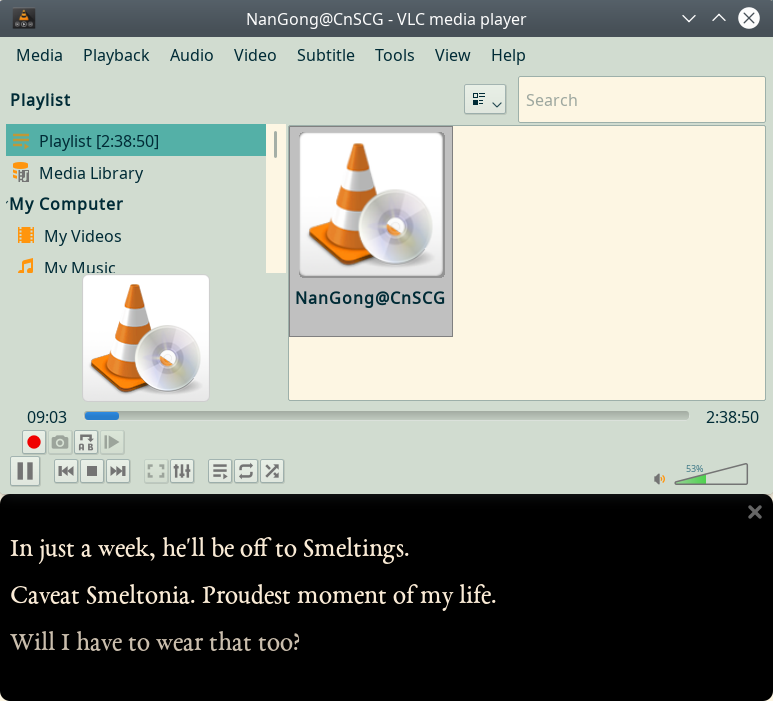 NanGong@CnSCG - VLC media player
Media Playback Audio Video Subtitle Tools View Help
Playlist
Search
Playlist [2:38:50]
Media Library
My Computer
My Videos
My Music
NanGong@CnSCG
09:03
2:38:50
A B
53%
In just a week, he'll be off to Smeltings.
Caveat Smeltonia. Proudest moment of my life.
Will I have to wear that too?